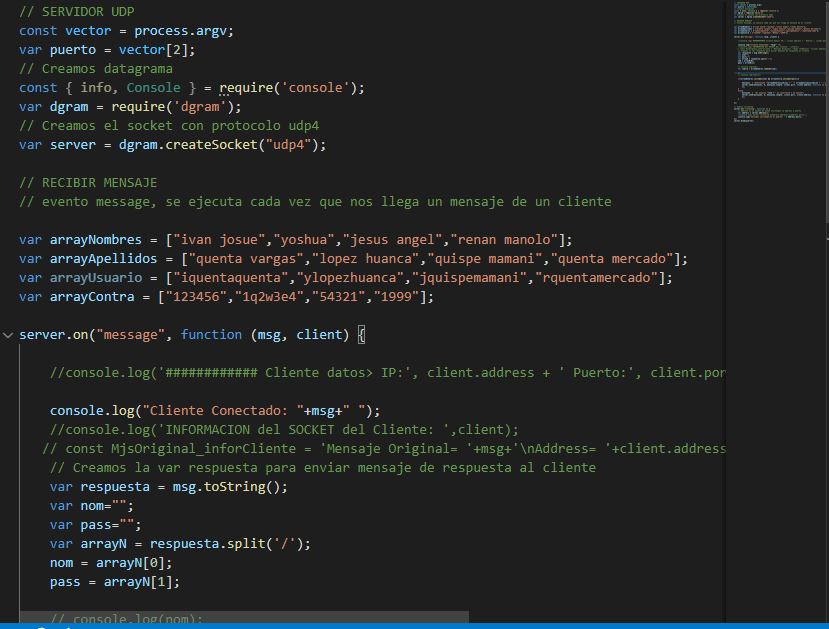 // SERVIDOR UDP
const vector = process.argv;
var puerto = vector[2];
// Creamos datagrama
const { info, Console } = require('console');
var dgram = require('dgram');
// Creamos el socket con protocolo udp4
var server = dgram.createSocket("udp4");
// RECIBIR MENSAJE
// evento message, se ejecuta cada vez que nos llega un mensaje de un cliente
var arrayNombres = ["ivan josue","yoshua","jesus angel","renan manolo"];
var arrayApellidos = ["quenta vargas","lopez huanca","quispe mamani","quenta mercado"];
var arrayUsuario = ["iquentaquenta","ylopezhuanca","jquispemamani","rquentamercado"];
var arrayContra = ["123456","1q2w3e4","54321","1999"];
server.on("message", function (msg, client) {
//console.log('############ Cliente datos> IP:', client.address + ' Puerto:', client.por
console.log("Cliente Conectado: "+msg+" ");
//console.log('INFORMACION del SOCKET del Cliente: ',client);
// const MjsOriginal_inforCliente = 'Mensaje Original= '+msg+'\nAddress= '+client.address
// Creamos la var respuesta para enviar mensaje de respuesta al cliente
var respuesta = msg.toString();
var nom="";
var pass="";
var arrayN = respuesta.split('/');
nom = arrayN[0];
pass = arrayN[1];
// console.log(nom);